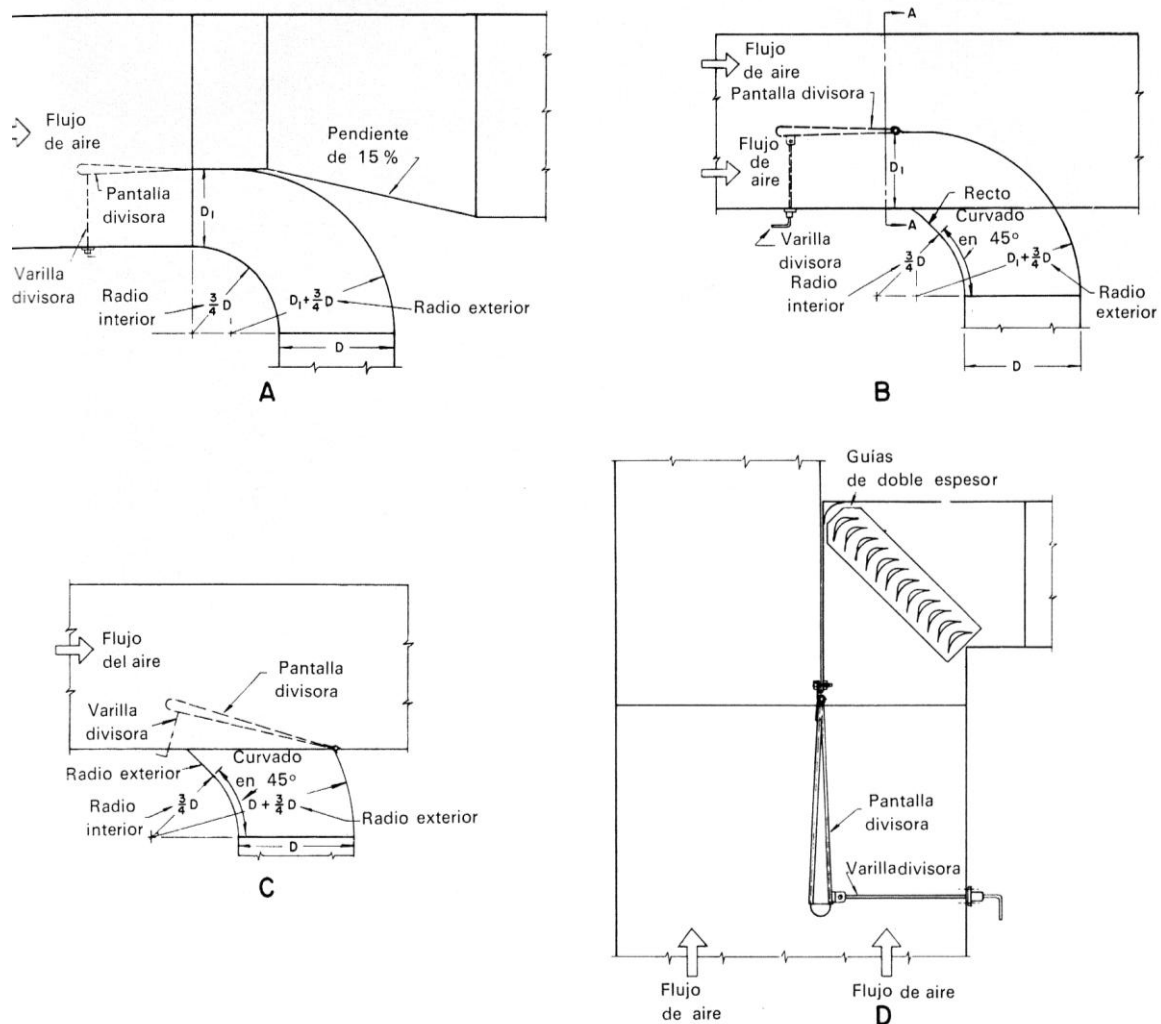 Flujo
de aire
Pantalla
divisora
D₁
Pendiente
de 15 %
Varilla
divisora
Radio
interior
3/4 D
D₁ + 3/4 D
Radio exterior
D
A
A
Flujo
de aire
Pantalla divisora
Flujo
de
aire
D₁
A
Recto
Curvado
en 45°
Varilla
divisora
3/4 D
Radio
interior
D₁ + 3/4 D
Radio
exterior
D
B
Flujo
del aire
Pantalla
divisora
Varilla
divisora
Radio exterior
Curvado
en 45°
Radio
interior
3/4 D
D + 3/4 D
Radio exterior
D
C
Guías
de doble espesor
Pantalla
divisora
Varilla divisora
Flujo
de aire
Flujo de aire
D